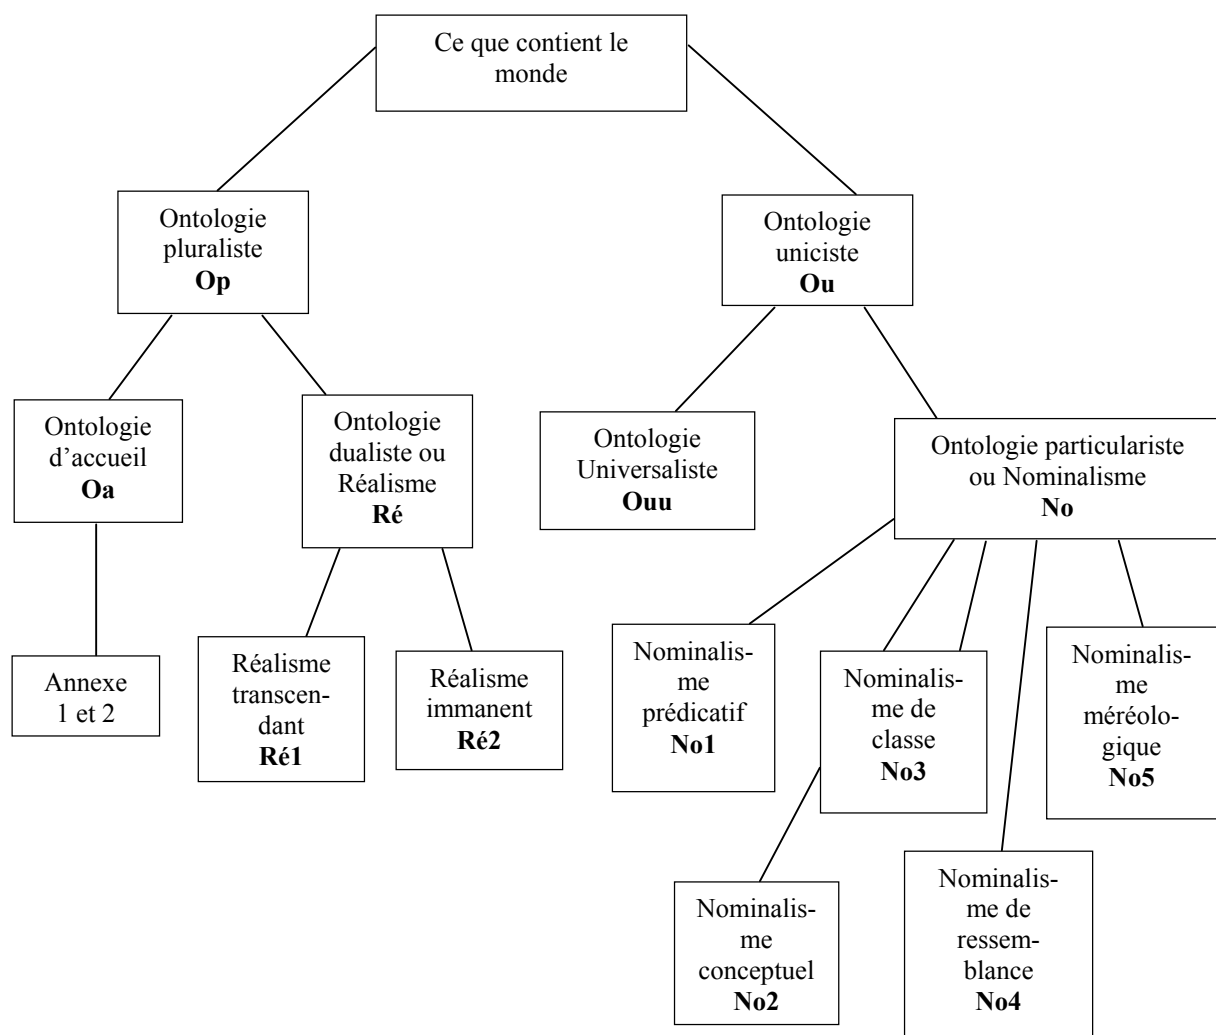 Ce que contient le
monde
Ontologie
pluraliste
Op
Ontologie
uniciste
Ou
Ontologie
d’accueil
Oa
Ontologie
dualiste ou
Réalisme
Ré
Ontologie
Universaliste
Ouu
Ontologie particulariste
ou Nominalisme
No
Annexe
1 et 2
Réalisme
transcen-
dant
Ré1
Réalisme
immanent
Ré2
Nominalis-
me
prédicatif
No1
Nominalis-
me de
classe
No3
Nominalis-
me
méréolo-
gique
No5
Nominalis-
me
conceptuel
No2
Nominalis-
me de
ressem-
blance
No4